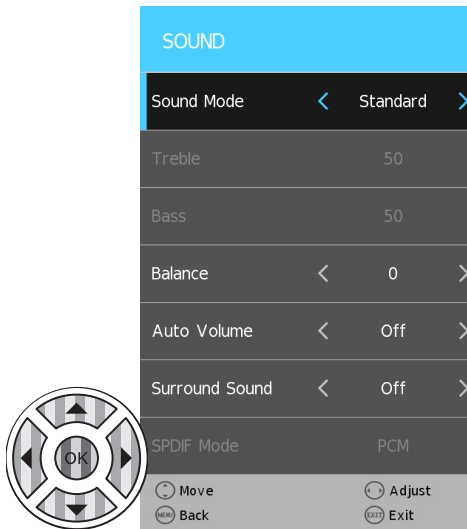 SOUND
Sound Mode Standard
Treble 50
Bass 50
Balance 0
Auto Volume Off
Surround Sound Off
SPDIF Mode PCM
OK
Move Adjust
MENU Back EXIT Exit